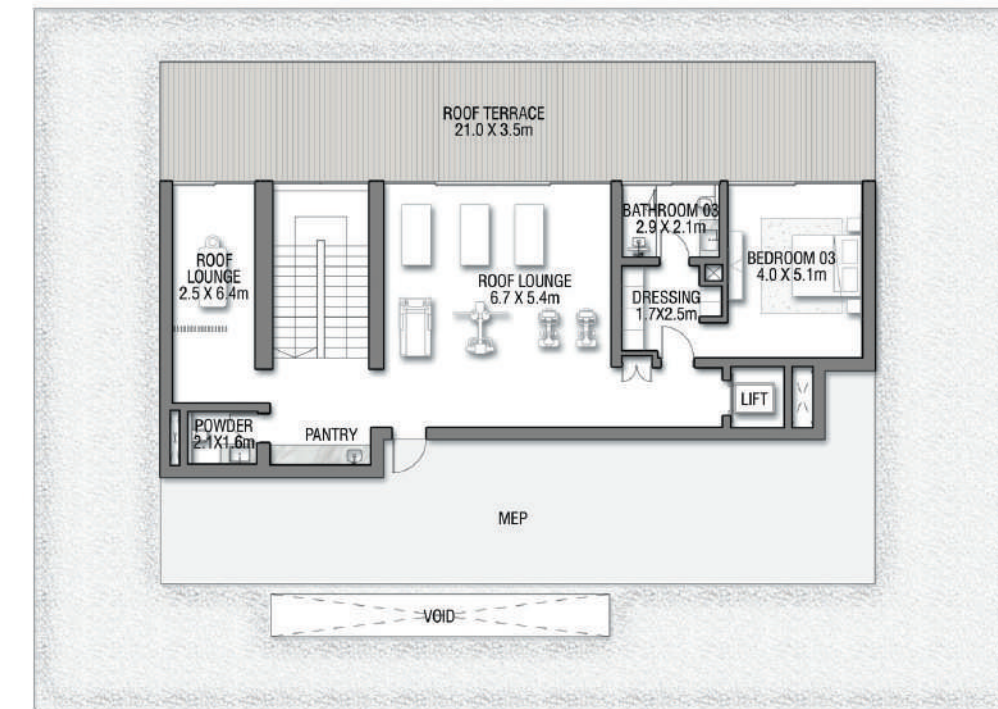 ROOF TERRACE
21.0 X 3.5m
BATHROOM 03
2.9 X 2.1m
ROOF
LOUNGE
2.5 X 6.4m
ROOF LOUNGE
6.7 X 5.4m
BEDROOM 03
4.0 X 5.1m
DRESSING
1.7X2.5m
LIFT
POWDER
2.1X1.6m
PANTRY
MEP
VOID